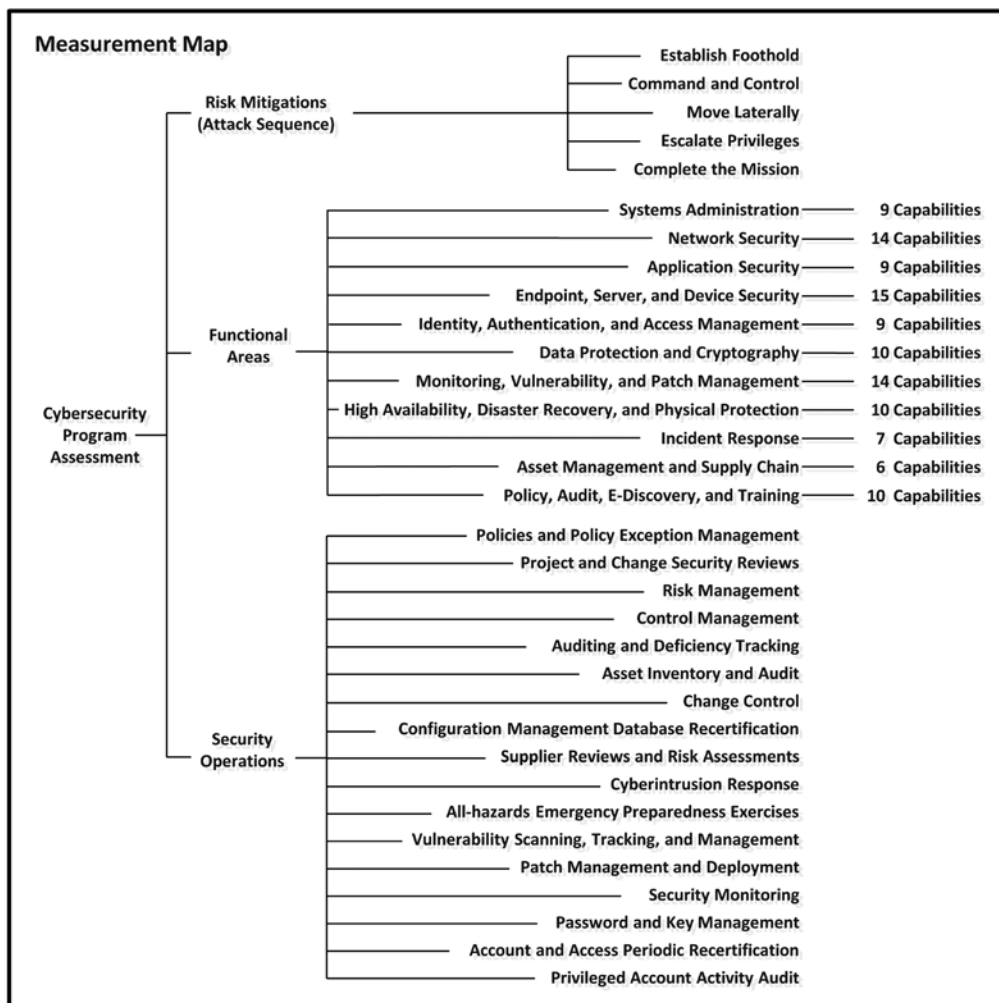 Measurement Map
Cybersecurity
Program
Assessment
Risk Mitigations
(Attack Sequence)
Establish Foothold
Command and Control
Move Laterally
Escalate Privileges
Complete the Mission
Functional
Areas
Systems Administration 9 Capabilities
Network Security 14 Capabilities
Application Security 9 Capabilities
Endpoint, Server, and Device Security 15 Capabilities
Identity, Authentication, and Access Management 9 Capabilities
Data Protection and Cryptography 10 Capabilities
Monitoring, Vulnerability, and Patch Management 14 Capabilities
High Availability, Disaster Recovery, and Physical Protection 10 Capabilities
Incident Response 7 Capabilities
Asset Management and Supply Chain 6 Capabilities
Policy, Audit, E-Discovery, and Training 10 Capabilities
Security
Operations
Policies and Policy Exception Management
Project and Change Security Reviews
Risk Management
Control Management
Auditing and Deficiency Tracking
Asset Inventory and Audit
Change Control
Configuration Management Database Recertification
Supplier Reviews and Risk Assessments
Cyberintrusion Response
All-hazards Emergency Preparedness Exercises
Vulnerability Scanning, Tracking, and Management
Patch Management and Deployment
Security Monitoring
Password and Key Management
Account and Access Periodic Recertification
Privileged Account Activity Audit